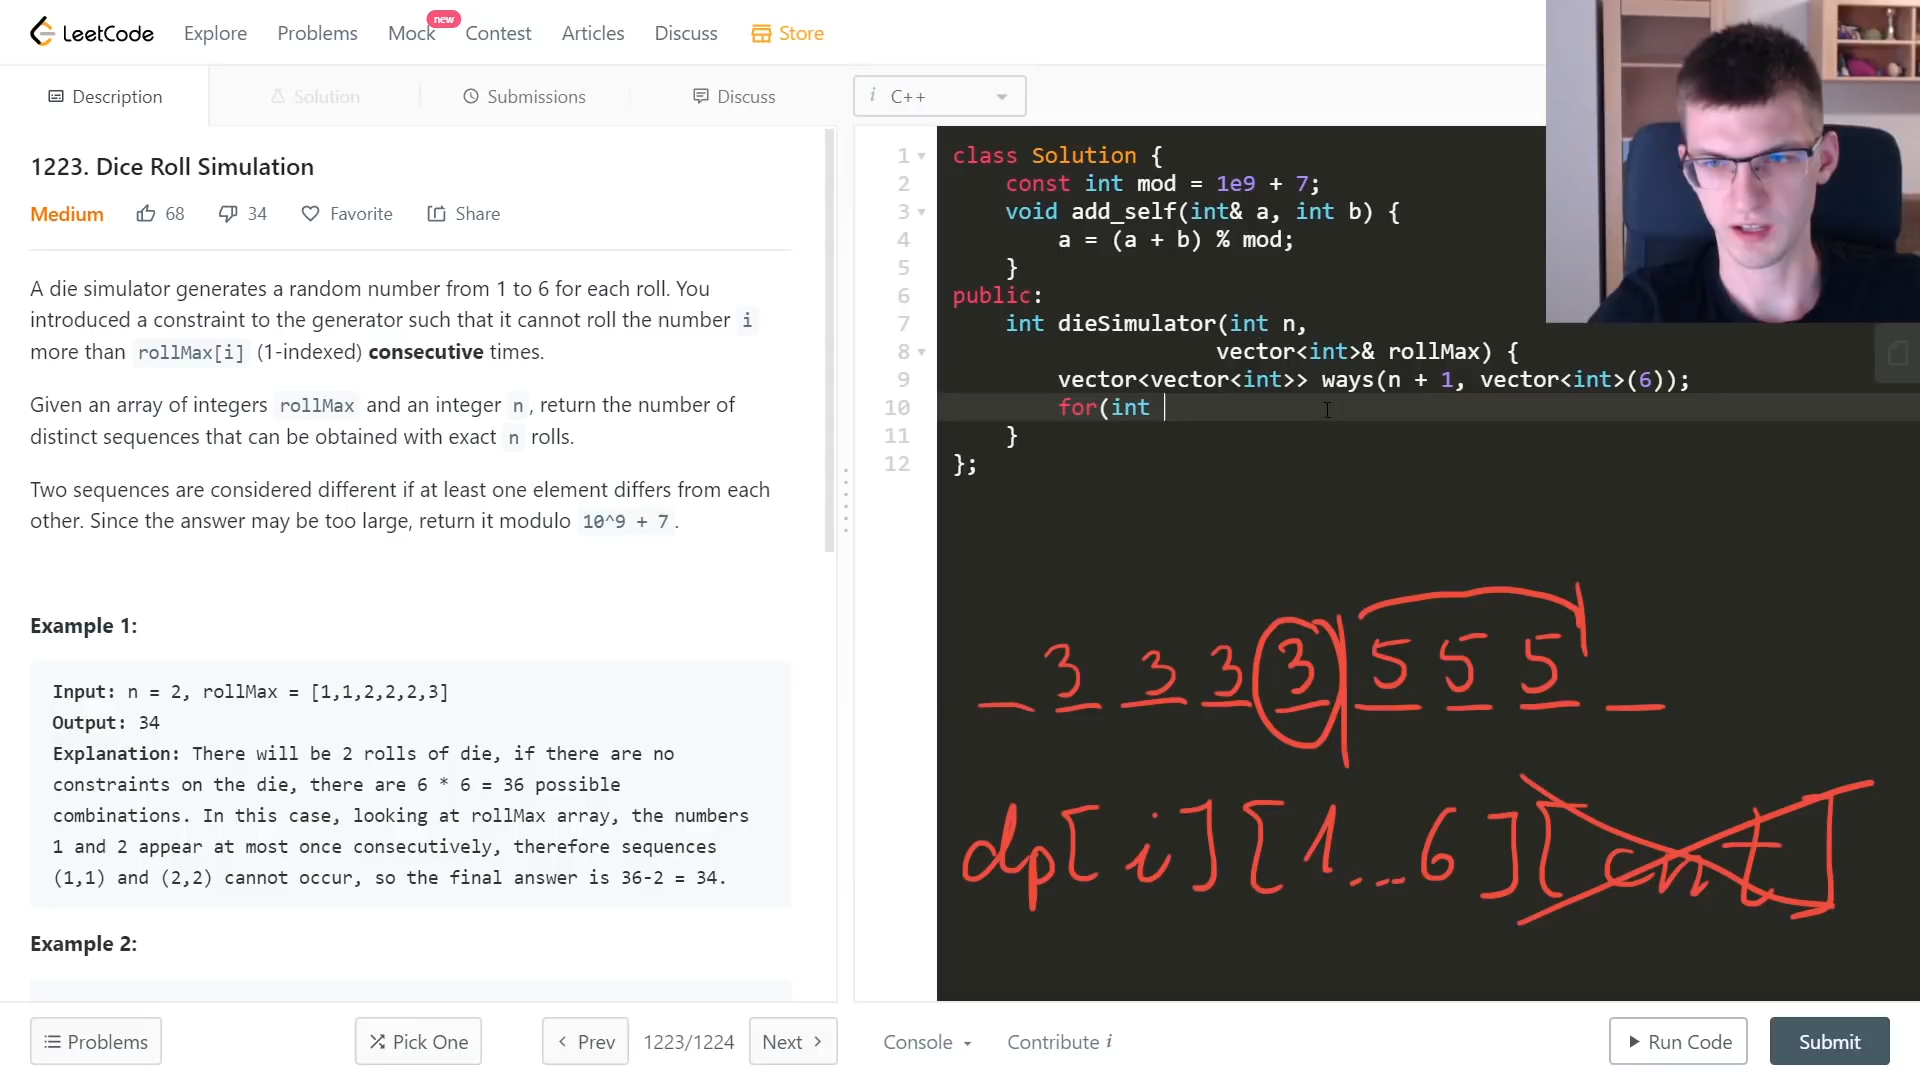 LeetCode
Explore
Problems
Mock
new
Contest
Articles
Discuss
Store
Description
Solution
Submissions
Discuss
i C++
1223. Dice Roll Simulation
Medium
68
34
Favorite
Share
A die simulator generates a random number from 1 to 6 for each roll. You
introduced a constraint to the generator such that it cannot roll the number i
more than rollMax[i] (1-indexed) consecutive times.
Given an array of integers rollMax and an integer n, return the number of
distinct sequences that can be obtained with exact n rolls.
Two sequences are considered different if at least one element differs from each
other. Since the answer may be too large, return it modulo 10^9 + 7.
Example 1:
Input: n = 2, rollMax = [1,1,2,2,2,3]
Output: 34
Explanation: There will be 2 rolls of die, if there are no
constraints on the die, there are 6 * 6 = 36 possible
combinations. In this case, looking at rollMax array, the numbers
1 and 2 appear at most once consecutively, therefore sequences
(1,1) and (2,2) cannot occur, so the final answer is 36-2 = 34.
Example 2:
1 class Solution {
2 const int mod = 1e9 + 7;
3 void add_self(int& a, int b) {
4 a = (a + b) % mod;
5 }
6 public:
7 int dieSimulator(int n,
8 vector<int>& rollMax) {
9 vector<vector<int>> ways(n + 1, vector<int>(6));
10 for(int
11 }
12 };
3 3 3 3 5 5 5
dp[i][1...6][cnt]
Problems
Pick One
Prev
1223/1224
Next
Console
Contribute i
Run Code
Submit